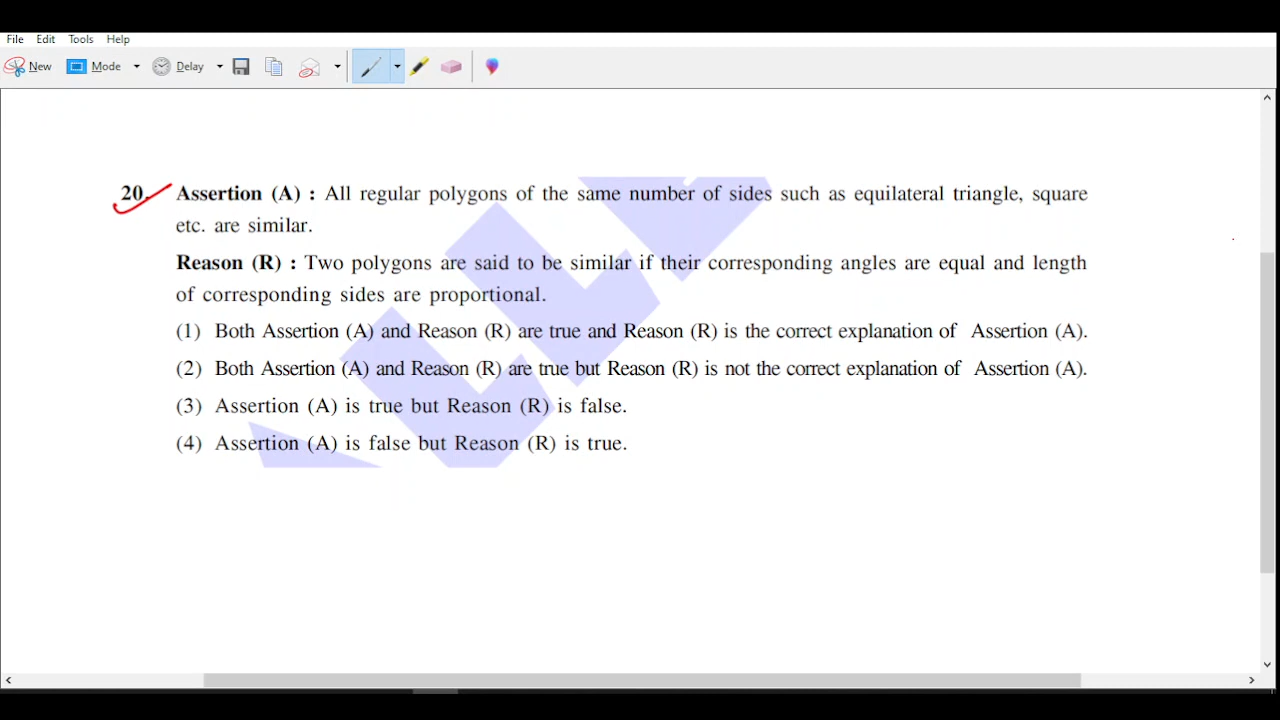 File Edit Tools Help
New Mode Delay
20. Assertion (A) : All regular polygons of the same number of sides such as equilateral triangle, square
etc. are similar.
Reason (R) : Two polygons are said to be similar if their corresponding angles are equal and length
of corresponding sides are proportional.
(1) Both Assertion (A) and Reason (R) are true and Reason (R) is the correct explanation of Assertion (A).
(2) Both Assertion (A) and Reason (R) are true but Reason (R) is not the correct explanation of Assertion (A).
(3) Assertion (A) is true but Reason (R) is false.
(4) Assertion (A) is false but Reason (R) is true.